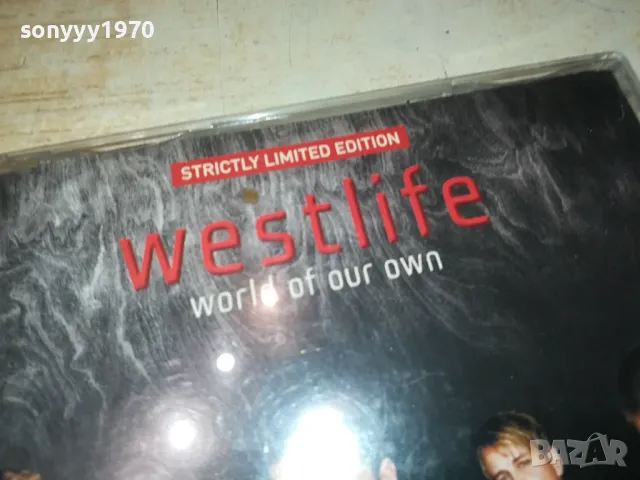 sonyyy1970
STRICTLY LIMITED EDITION
westlife
world of our own
BAZAR